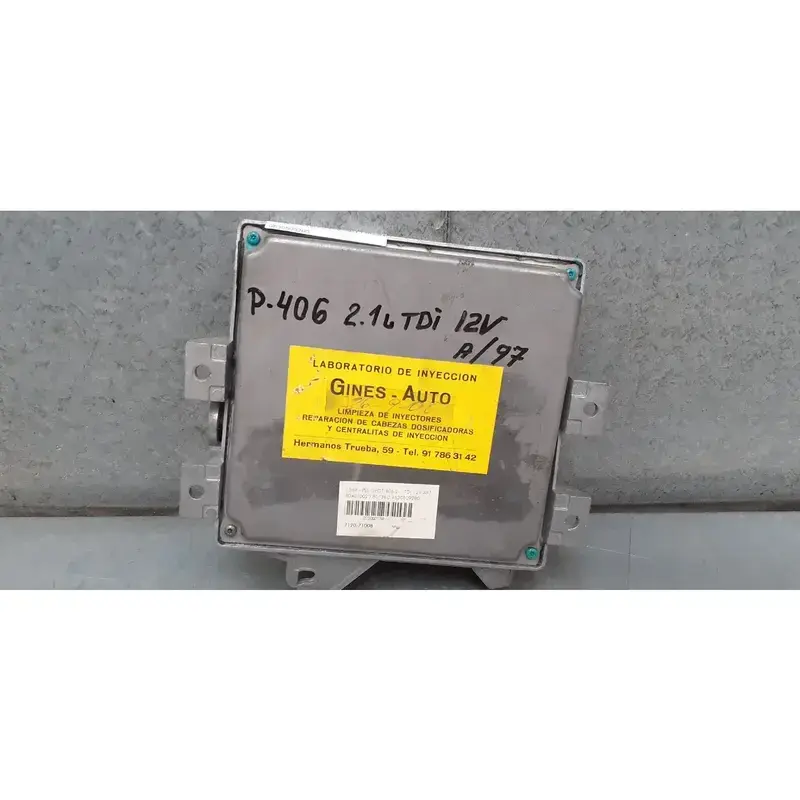 P-406 2.1L TDi 12V
A/97
LABORATORIO DE INYECCION
GINES - AUTO
LIMPIEZA DE INYECTORES
REPARACION DE CABEZAS DOSIFICADORAS
Y CENTRALITAS DE INYECCION
Hermanos Trueba, 59 - Tel. 91 786 31 42